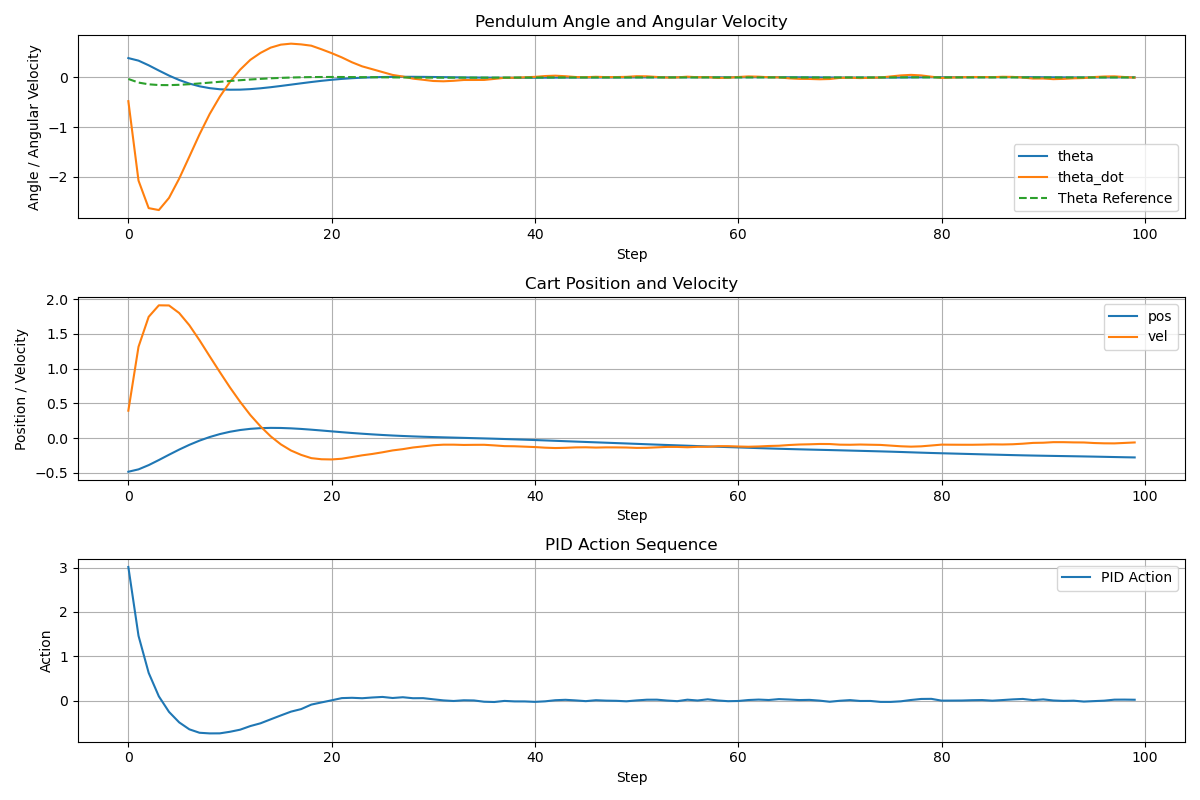 Pendulum Angle and Angular Velocity
Angle / Angular Velocity
0
−1
−2
theta
theta_dot
Theta Reference
0
20
40
60
80
100
Step
Cart Position and Velocity
Position / Velocity
2.0
1.5
1.0
0.5
0.0
−0.5
pos
vel
0
20
40
60
80
100
Step
PID Action Sequence
Action
3
2
1
0
PID Action
0
20
40
60
80
100
Step